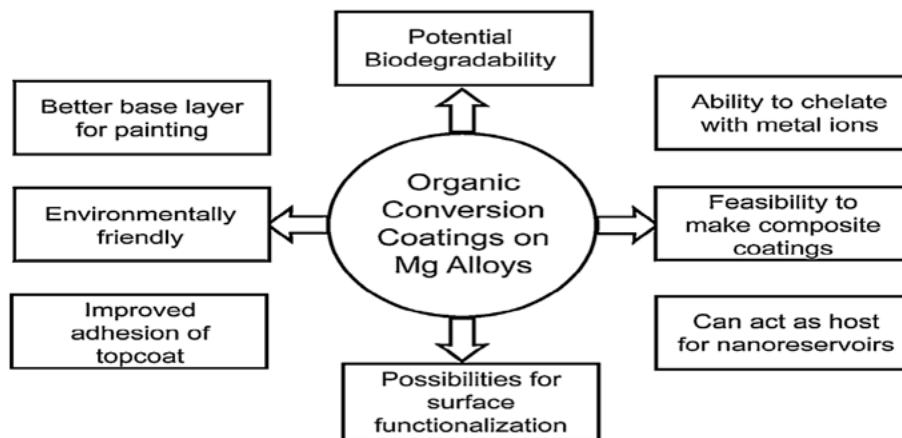 Potential
Biodegradability
Better base layer
for painting
Ability to chelate
with metal ions
Environmentally
friendly
Organic
Conversion
Coatings on
Mg Alloys
Feasibility to
make composite
coatings
Improved
adhesion of
topcoat
Can act as host
for nanoreservoirs
Possibilities for
surface
functionalization